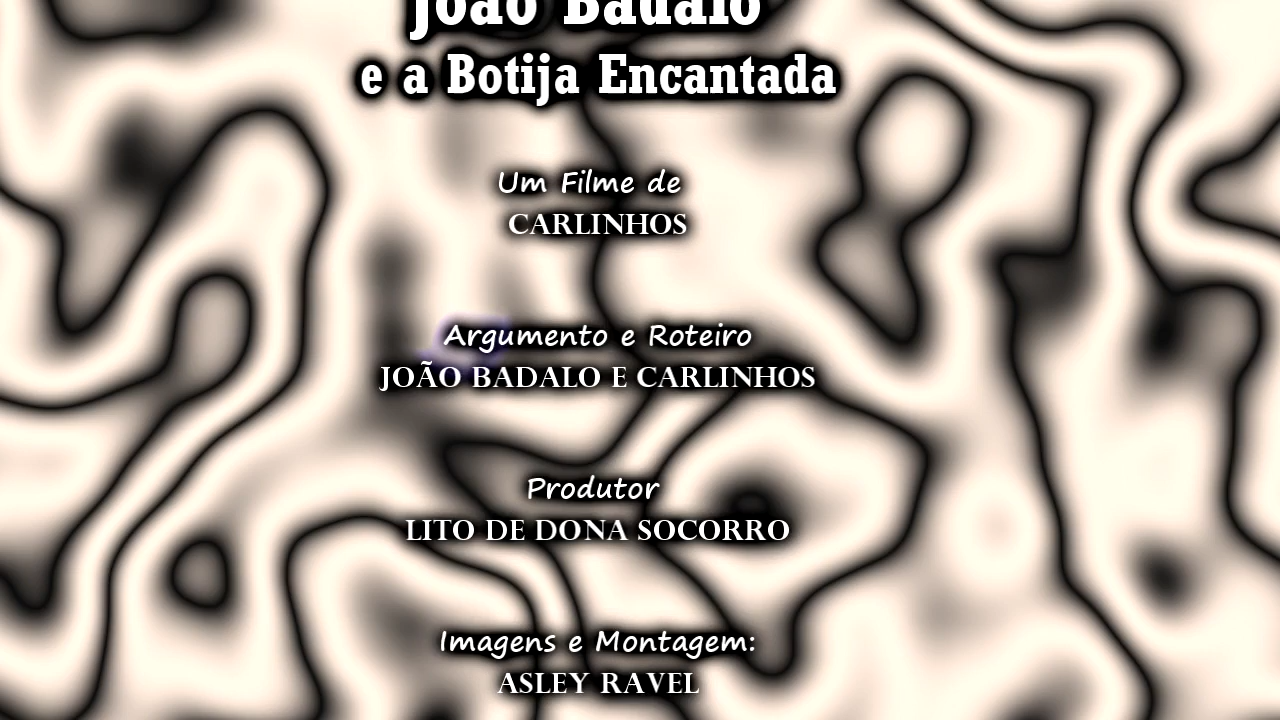 João Badalo
e a Botija Encantada
Um Filme de
CARLINHOS
Argumento e Roteiro
JOÃO BADALO E CARLINHOS
Produtor
LITO DE DONA SOCORRO
Imagens e Montagem:
ASLEY RAVEL